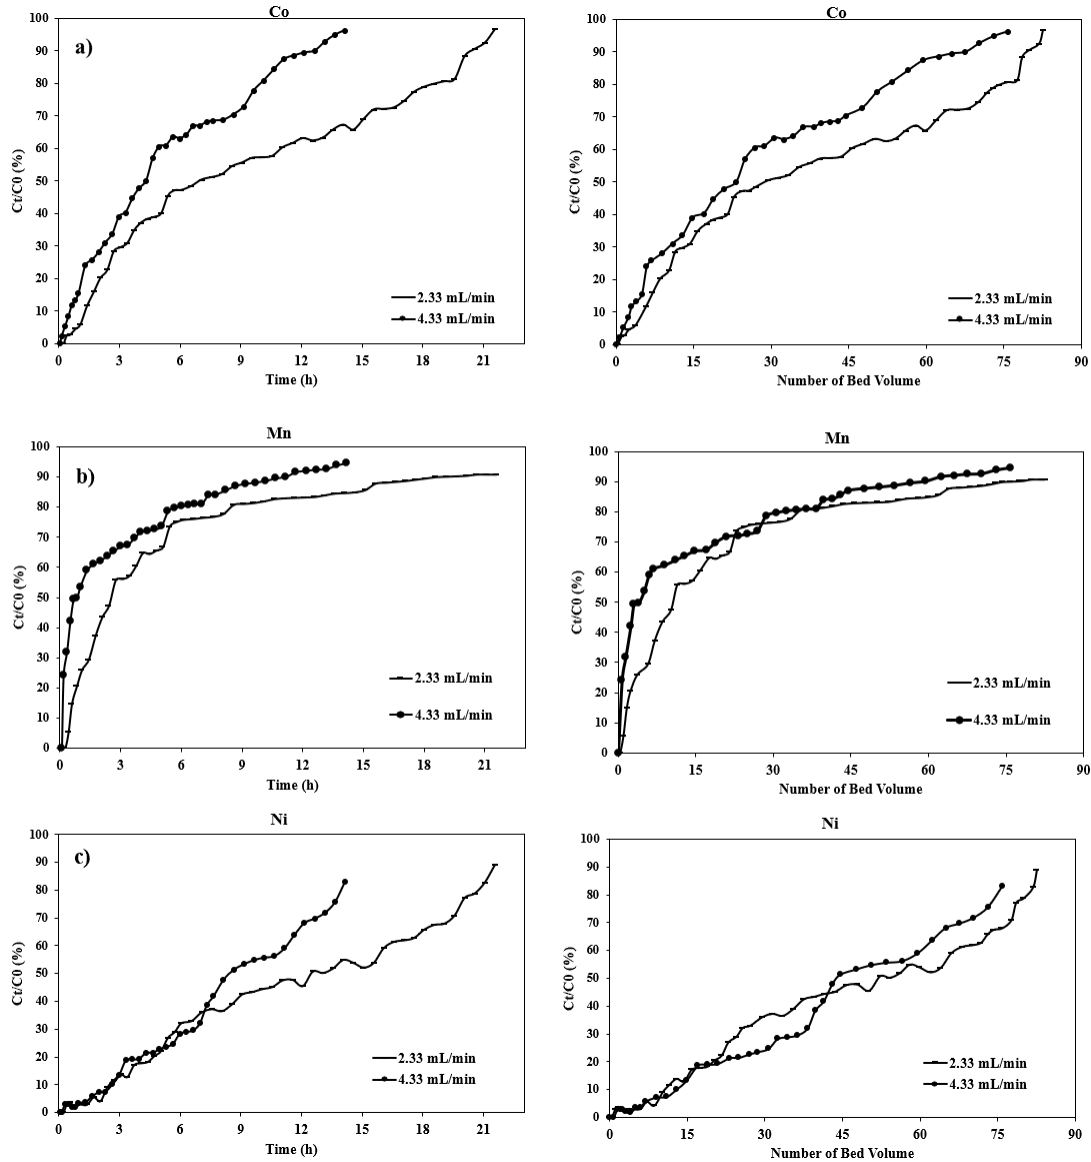 Co
a)
100
90
80
70
60
50
40
30
20
10
0
Ct/C0 (%)
2.33 mL/min
4.33 mL/min
0 3 6 9 12 15 18 21
Time (h)
Co
100
90
80
70
60
50
40
30
20
10
0
Ct/C0 (%)
2.33 mL/min
4.33 mL/min
0 15 30 45 60 75 90
Number of Bed Volume
Mn
b)
100
90
80
70
60
50
40
30
20
10
0
Ct/C0 (%)
2.33 mL/min
4.33 mL/min
0 3 6 9 12 15 18 21
Time (h)
Mn
100
90
80
70
60
50
40
30
20
10
0
Ct/C0 (%)
2.33 mL/min
4.33 mL/min
0 15 30 45 60 75 90
Number of Bed Volume
Ni
c)
100
90
80
70
60
50
40
30
20
10
0
Ct/C0 (%)
2.33 mL/min
4.33 mL/min
0 3 6 9 12 15 18 21
Time (h)
Ni
100
90
80
70
60
50
40
30
20
10
0
Ct/C0 (%)
2.33 mL/min
4.33 mL/min
0 15 30 45 60 75 90
Number of Bed Volume